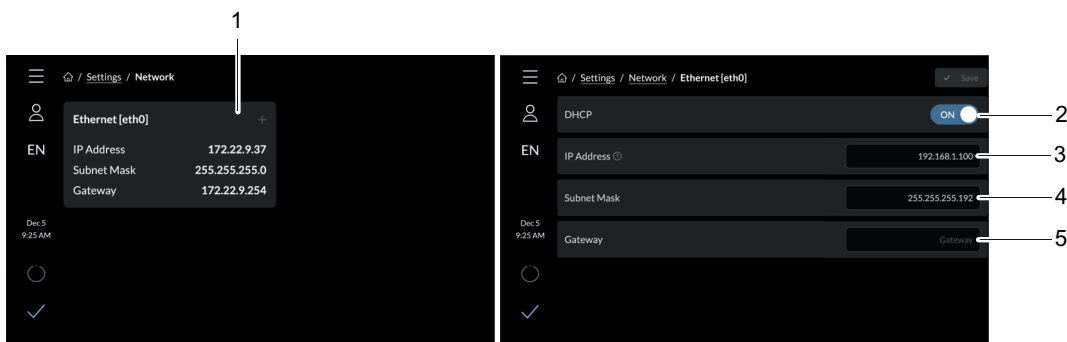 1
/ Settings / Network
Ethernet [eth0]
EN
IP Address 172.22.9.37
Subnet Mask 255.255.255.0
Gateway 172.22.9.254
Dec 5
9:25 AM
/ Settings / Network / Ethernet [eth0]
Save
DHCP
ON
2
EN
IP Address
192.168.1.100
3
Subnet Mask
255.255.255.192
4
Dec 5
9:25 AM
Gateway
Gateway
5